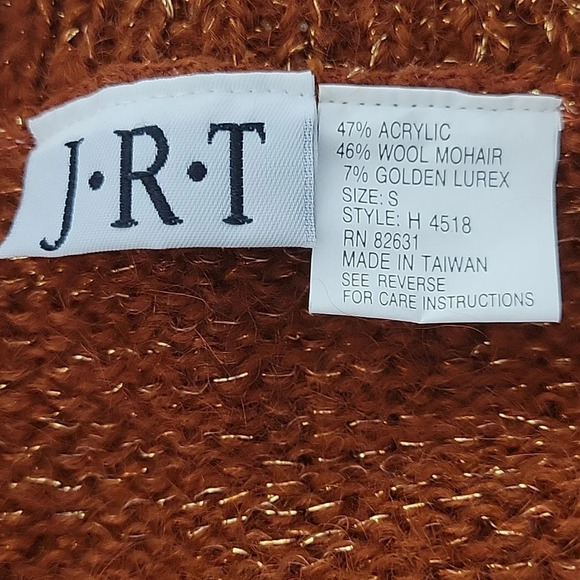 J•R•T
47% ACRYLIC
46% WOOL MOHAIR
7% GOLDEN LUREX
SIZE: S
STYLE: H 4518
RN 82631
MADE IN TAIWAN
SEE REVERSE
FOR CARE INSTRUCTIONS